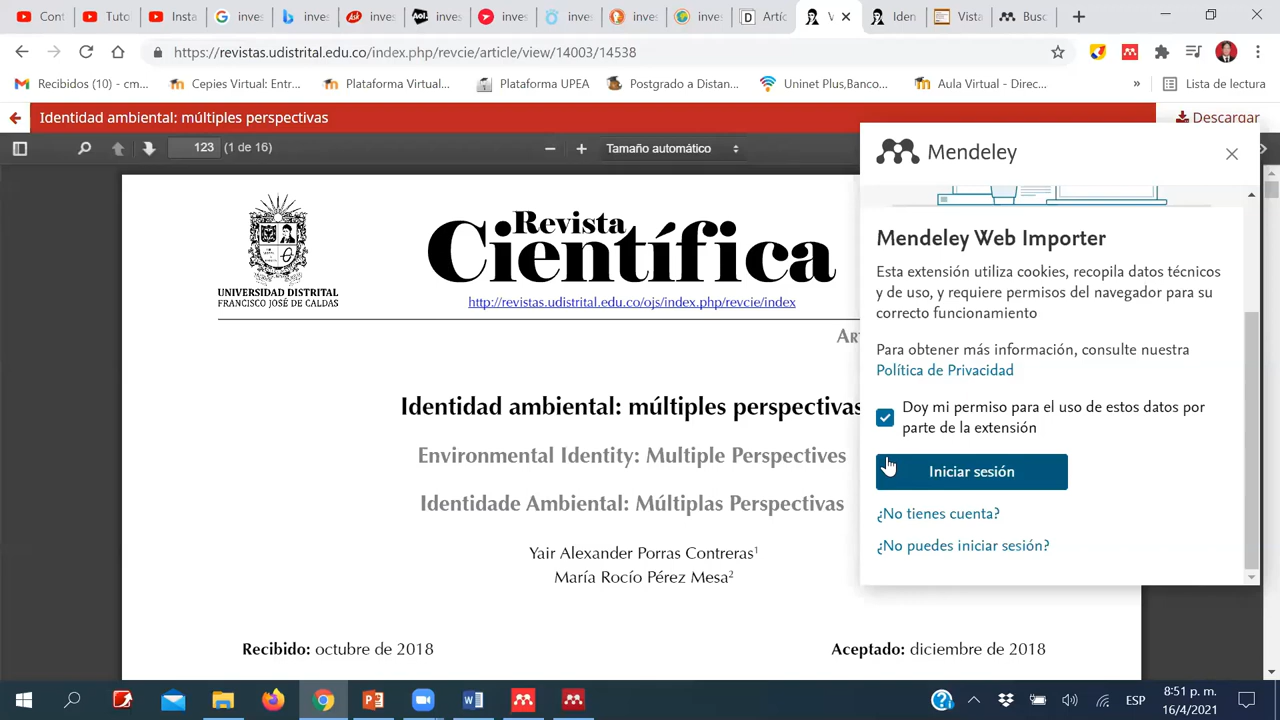 Cont
Tuto
Insta
inves
inves
inves
inves
inves
inves
inves
inves
Artíc
V
Iden
Vista
Busc
https://revistas.udistrital.edu.co/index.php/revcie/article/view/14003/14538
Recibidos (10) - cm...
Cepies Virtual: Entr...
Plataforma Virtual...
Plataforma UPEA
Postgrado a Distan...
Uninet Plus,Banco...
Aula Virtual - Direc...
»
Lista de lectura
Identidad ambiental: múltiples perspectivas
Descargar
123 (1 de 16)
Tamaño automático
UNIVERSIDAD DISTRITAL
FRANCISCO JOSÉ DE CALDAS
Revista
Científica
http://revistas.udistrital.edu.co/ojs/index.php/revcie/index
Identidad ambiental: múltiples perspectivas
Environmental Identity: Multiple Perspectives
Identidade Ambiental: Múltiplas Perspectivas
Yair Alexander Porras Contreras¹
María Rocío Pérez Mesa²
Recibido: octubre de 2018
Aceptado: diciembre de 2018
Mendeley
Mendeley Web Importer
Esta extensión utiliza cookies, recopila datos técnicos
y de uso, y requiere permisos del navegador para su
correcto funcionamiento
Para obtener más información, consulte nuestra
Política de Privacidad
Doy mi permiso para el uso de estos datos por
parte de la extensión
Iniciar sesión
¿No tienes cuenta?
¿No puedes iniciar sesión?
ESP
8:51 p. m.
16/4/2021